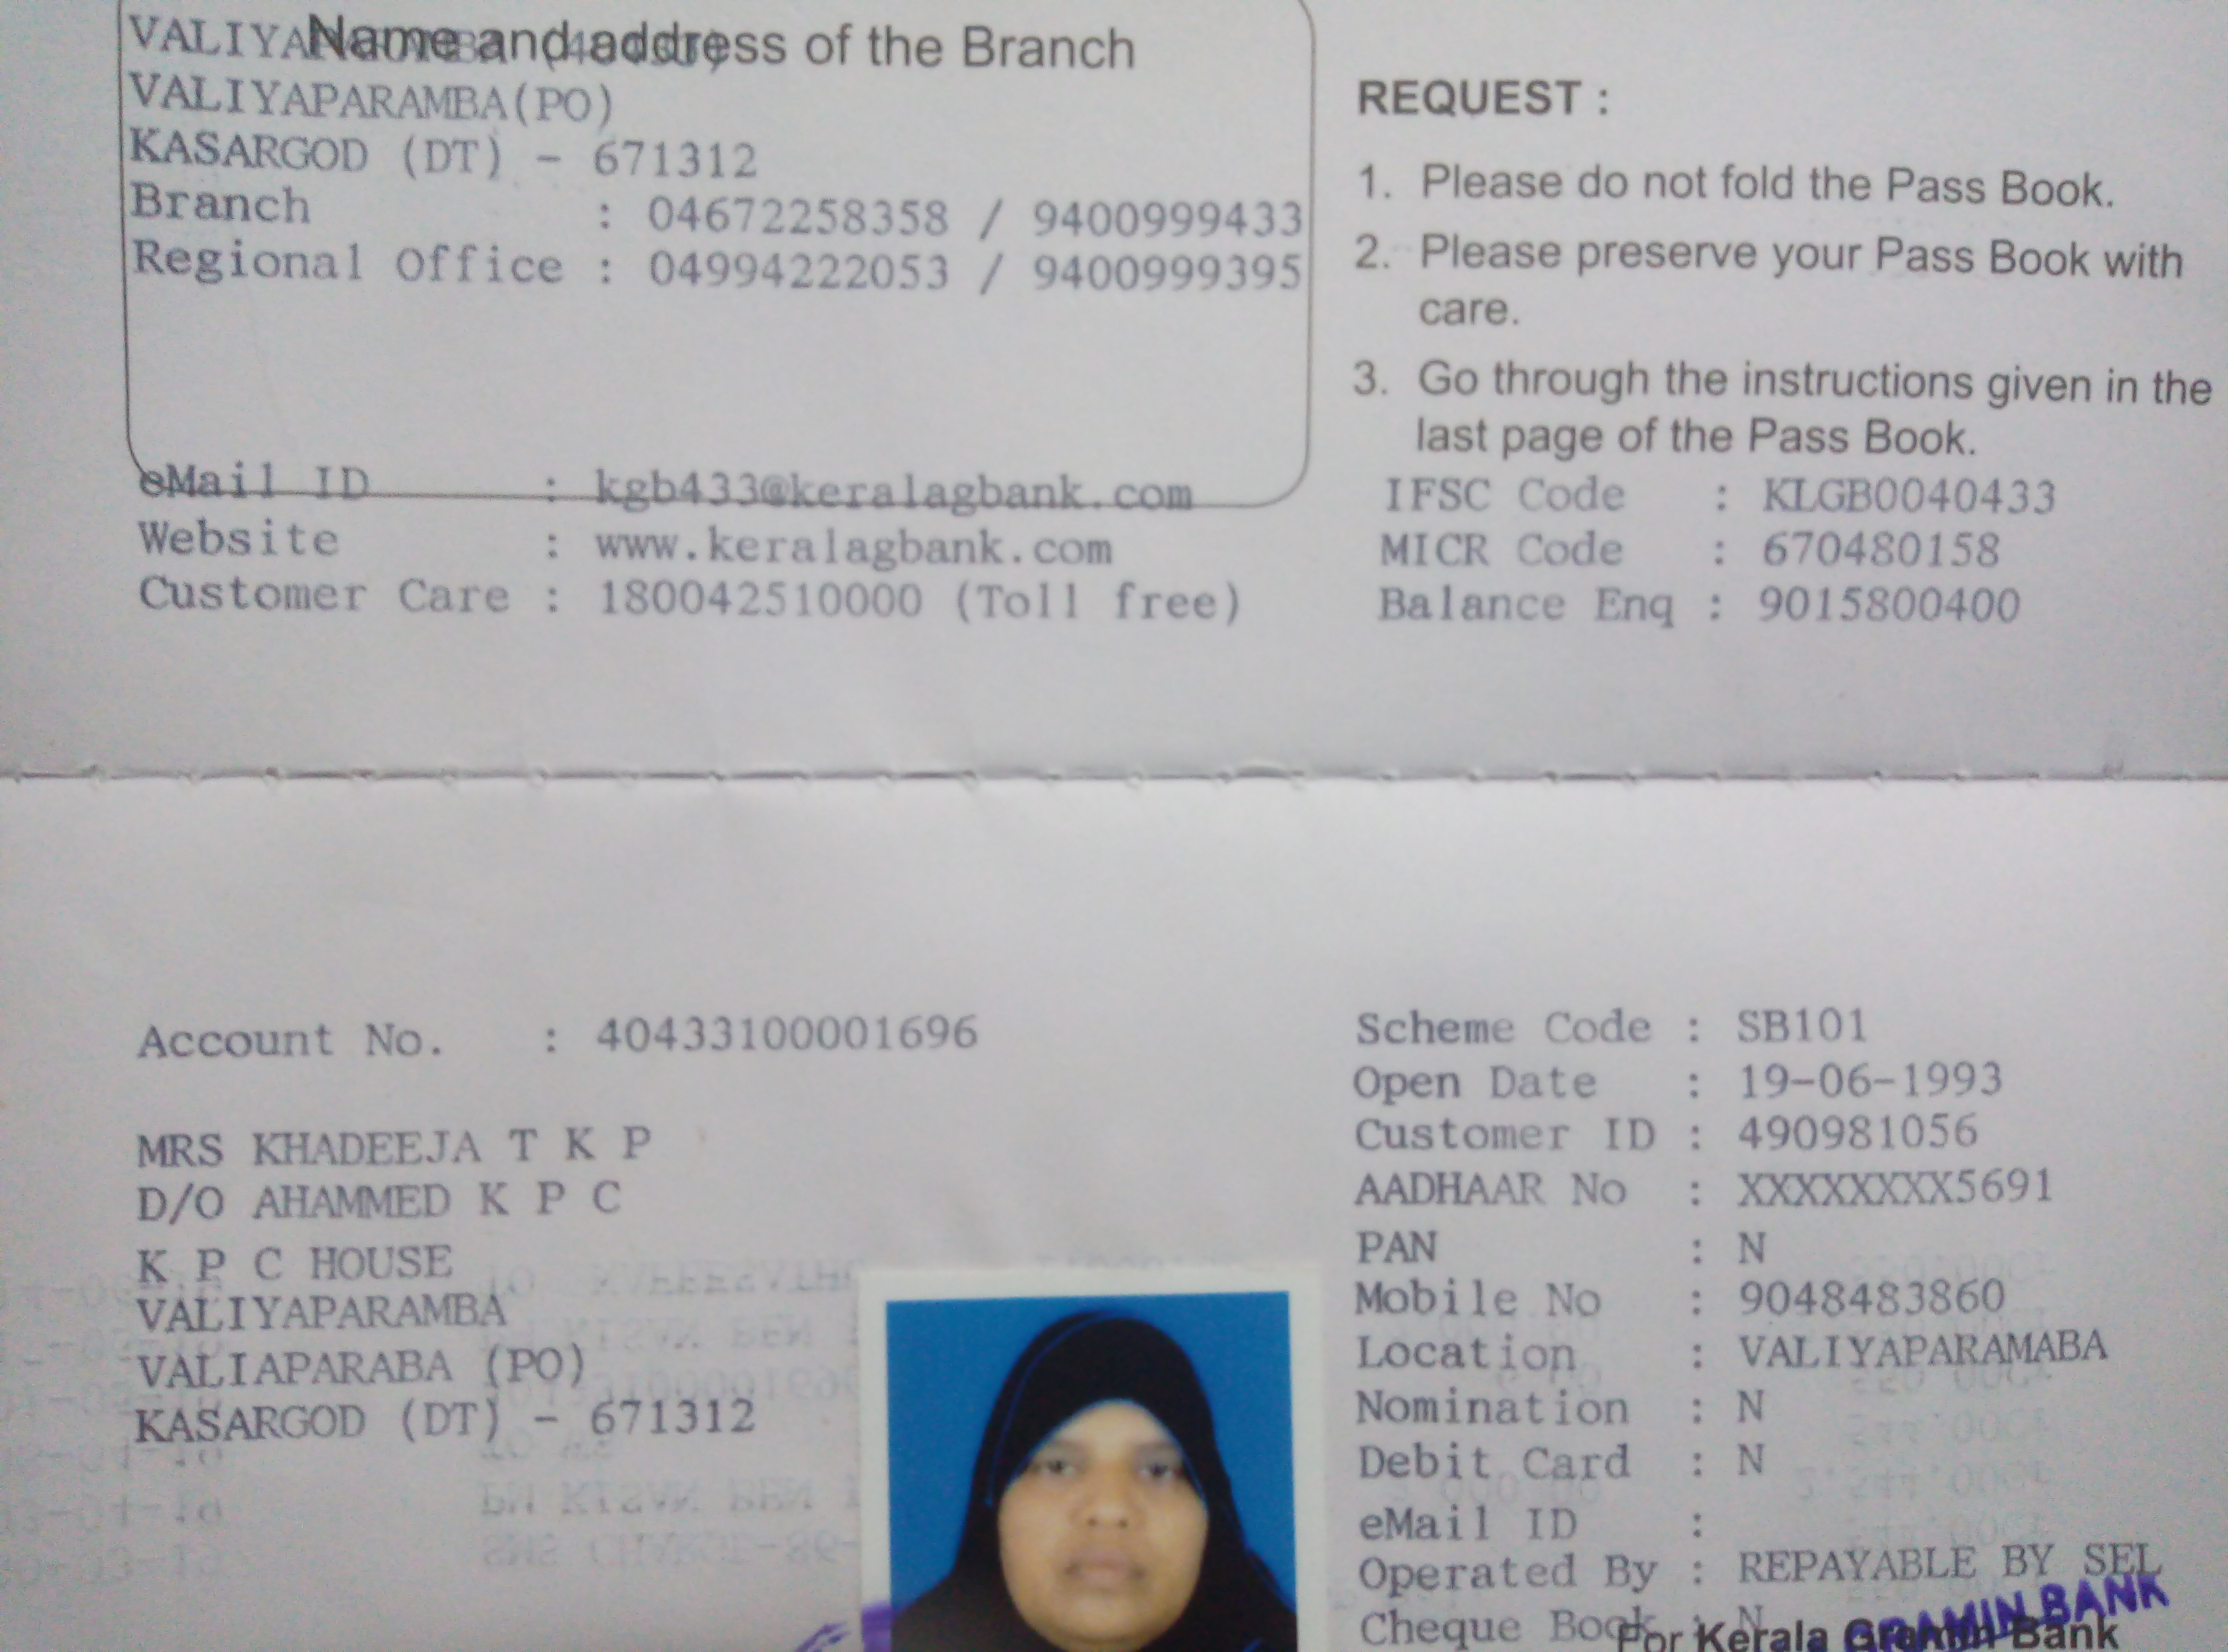 Name and address of the Branch
VALIYAPARAMBA(PO)
KASARGOD (DT) - 671312
Branch : 04672258358 / 9400999433
Regional Office : 04994222053 / 9400999395
eMail ID : kgb433@keralagbank.com
Website : www.keralagbank.com
Customer Care : 180042510000 (Toll free)
REQUEST :
1. Please do not fold the Pass Book.
2. Please preserve your Pass Book with
care.
3. Go through the instructions given in the
last page of the Pass Book.
IFSC Code : KLGB0040433
MICR Code : 670480158
Balance Enq : 9015800400
Account No. : 40433100001696
MRS KHADEEJA T K P
D/O AHAMMED K P C
K P C HOUSE
VALIYAPARAMBA
VALIAPARABA (PO)
KASARGOD (DT) - 671312
Scheme Code : SB101
Open Date : 19-06-1993
Customer ID : 490981056
AADHAAR No : XXXXXXXX5691
PAN : N
Mobile No : 9048483860
Location : VALIYAPARAMABA
Nomination : N
Debit Card : N
eMail ID :
Operated By : REPAYABLE BY SEL
Cheque Book : N
For Kerala Gramin Bank
GRAMIN BANK